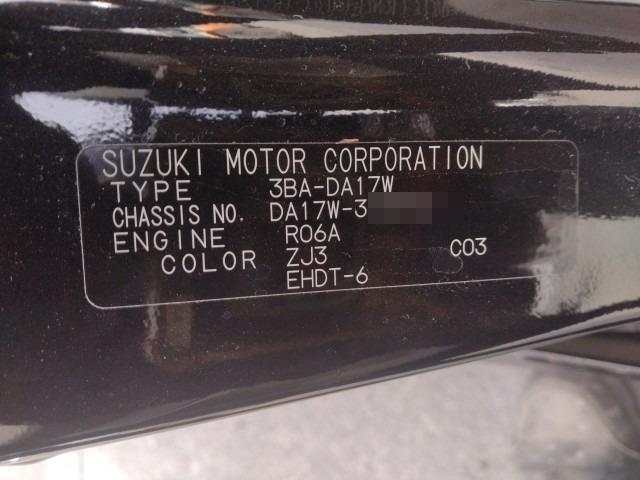 SUZUKI MOTOR CORPORATION
TYPE 3BA-DA17W
CHASSIS NO. DA17W-3
ENGINE R06A
COLOR ZJ3 C03
EHDT-6